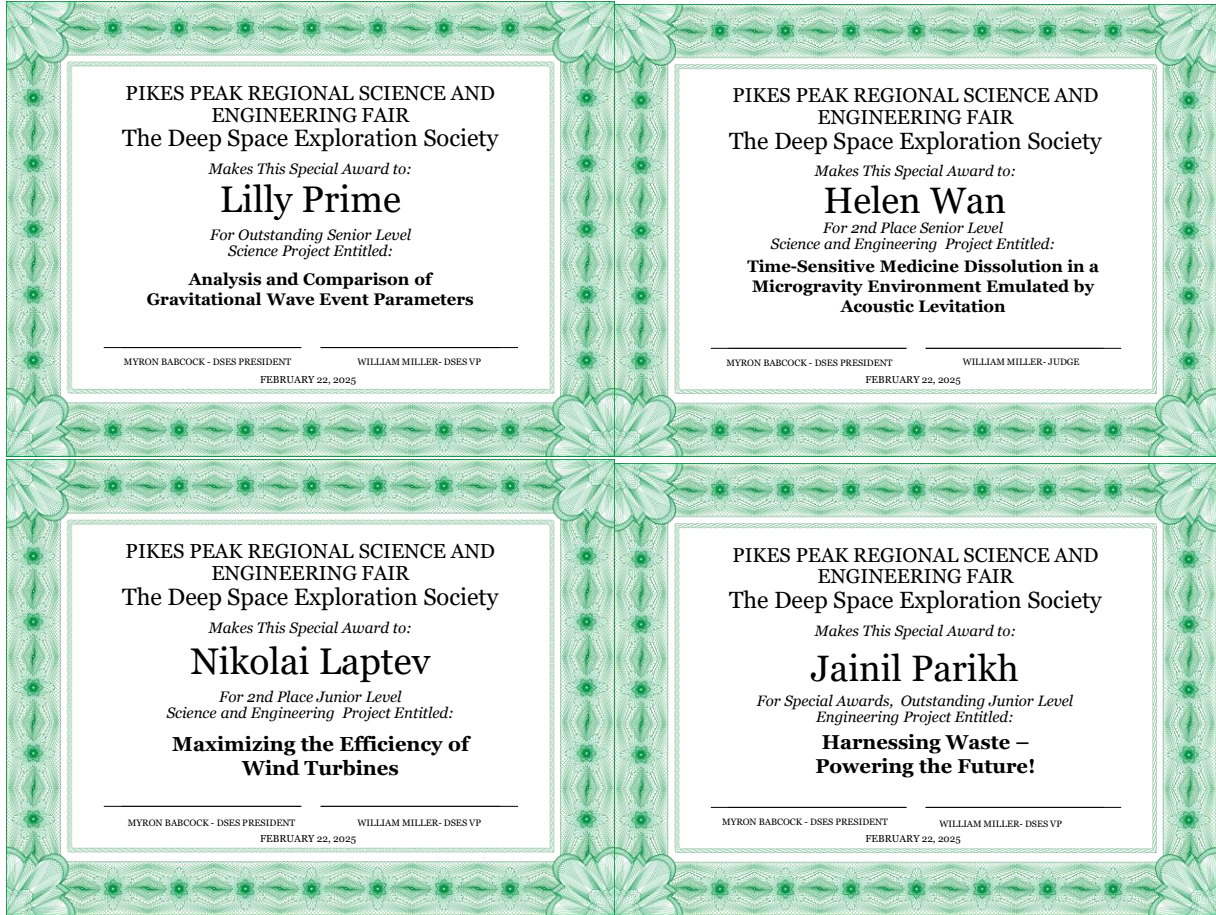 PIKES PEAK REGIONAL SCIENCE AND
ENGINEERING FAIR
The Deep Space Exploration Society
Makes This Special Award to:
Lilly Prime
For Outstanding Senior Level
Science Project Entitled:
Analysis and Comparison of
Gravitational Wave Event Parameters
MYRON BABCOCK - DSES PRESIDENT
WILLIAM MILLER- DSES VP
FEBRUARY 22, 2025
PIKES PEAK REGIONAL SCIENCE AND
ENGINEERING FAIR
The Deep Space Exploration Society
Makes This Special Award to:
Helen Wan
For 2nd Place Senior Level
Science and Engineering  Project Entitled:
Time-Sensitive Medicine Dissolution in a
Microgravity Environment Emulated by
Acoustic Levitation
MYRON BABCOCK - DSES PRESIDENT
WILLIAM MILLER- JUDGE
FEBRUARY 22, 2025
PIKES PEAK REGIONAL SCIENCE AND
ENGINEERING FAIR
The Deep Space Exploration Society
Makes This Special Award to:
Nikolai Laptev
For 2nd Place Junior Level
Science and Engineering  Project Entitled:
Maximizing the Efficiency of
Wind Turbines
MYRON BABCOCK - DSES PRESIDENT
WILLIAM MILLER- DSES VP
FEBRUARY 22, 2025
PIKES PEAK REGIONAL SCIENCE AND
ENGINEERING FAIR
The Deep Space Exploration Society
Makes This Special Award to:
Jainil Parikh
For Special Awards,  Outstanding Junior Level
Engineering Project Entitled:
Harnessing Waste –
Powering the Future!
MYRON BABCOCK - DSES PRESIDENT
WILLIAM MILLER- DSES VP
FEBRUARY 22, 2025